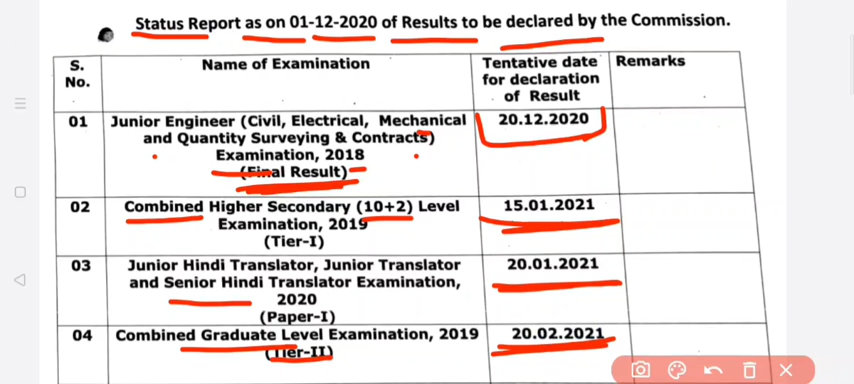 Status Report as on 01-12-2020 of Results to be declared by the Commission.
S. No. Name of Examination Tentative date for declaration of Result Remarks
01 Junior Engineer (Civil, Electrical, Mechanical 20.12.2020
and Quantity Surveying & Contracts)
Examination, 2018
(Final Result)
02 Combined Higher Secondary (10+2) Level 15.01.2021
Examination, 2019
(Tier-I)
03 Junior Hindi Translator, Junior Translator 20.01.2021
and Senior Hindi Translator Examination,
2020
(Paper-I)
04 Combined Graduate Level Examination, 2019 20.02.2021
(Tier-II)